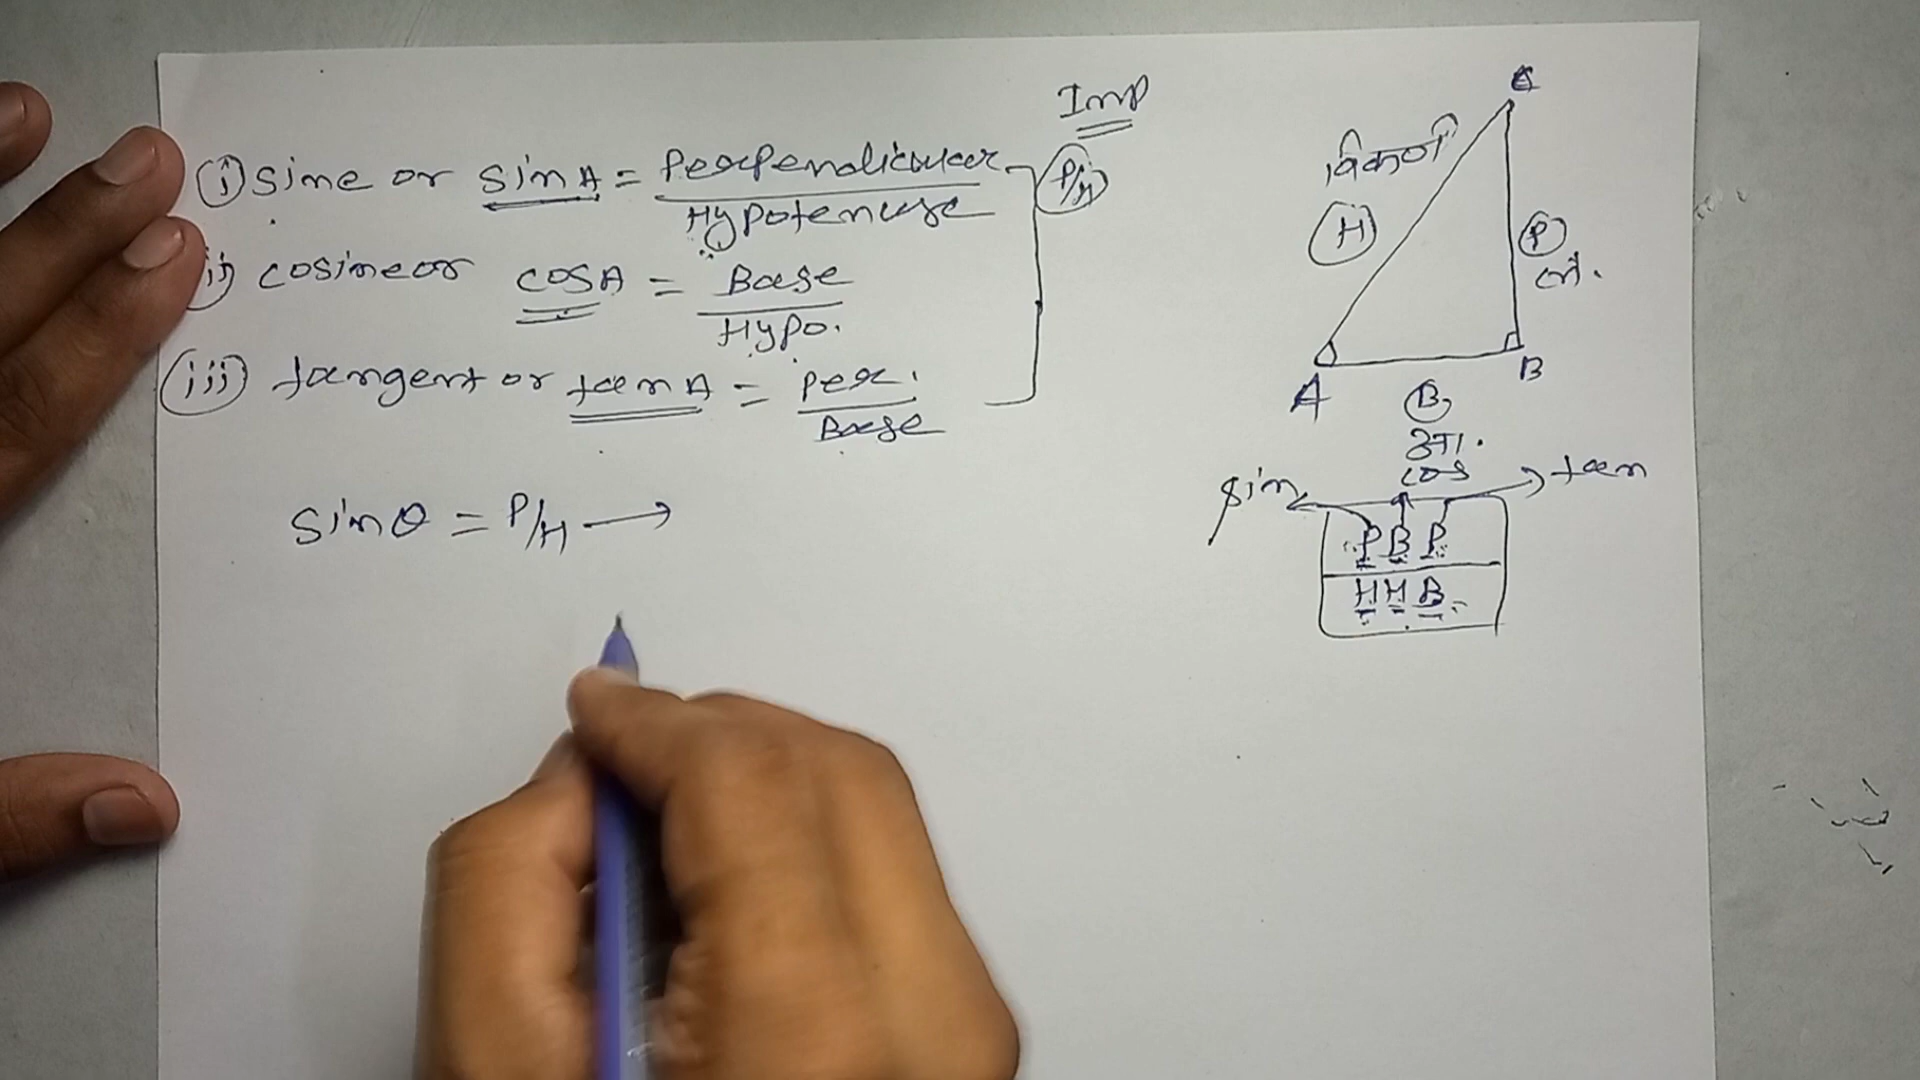 Imp
(i) sine or sin A = Perpendicular / Hypotenuse P/H
(ii) cosine or cos A = Base / Hypo.
(iii) tangent or tan A = Per. / Base
sinθ = P/H →
C
विकर्ण
H
P
लं.
A
B
B
आ.
sin cos tan
P B P
H H B